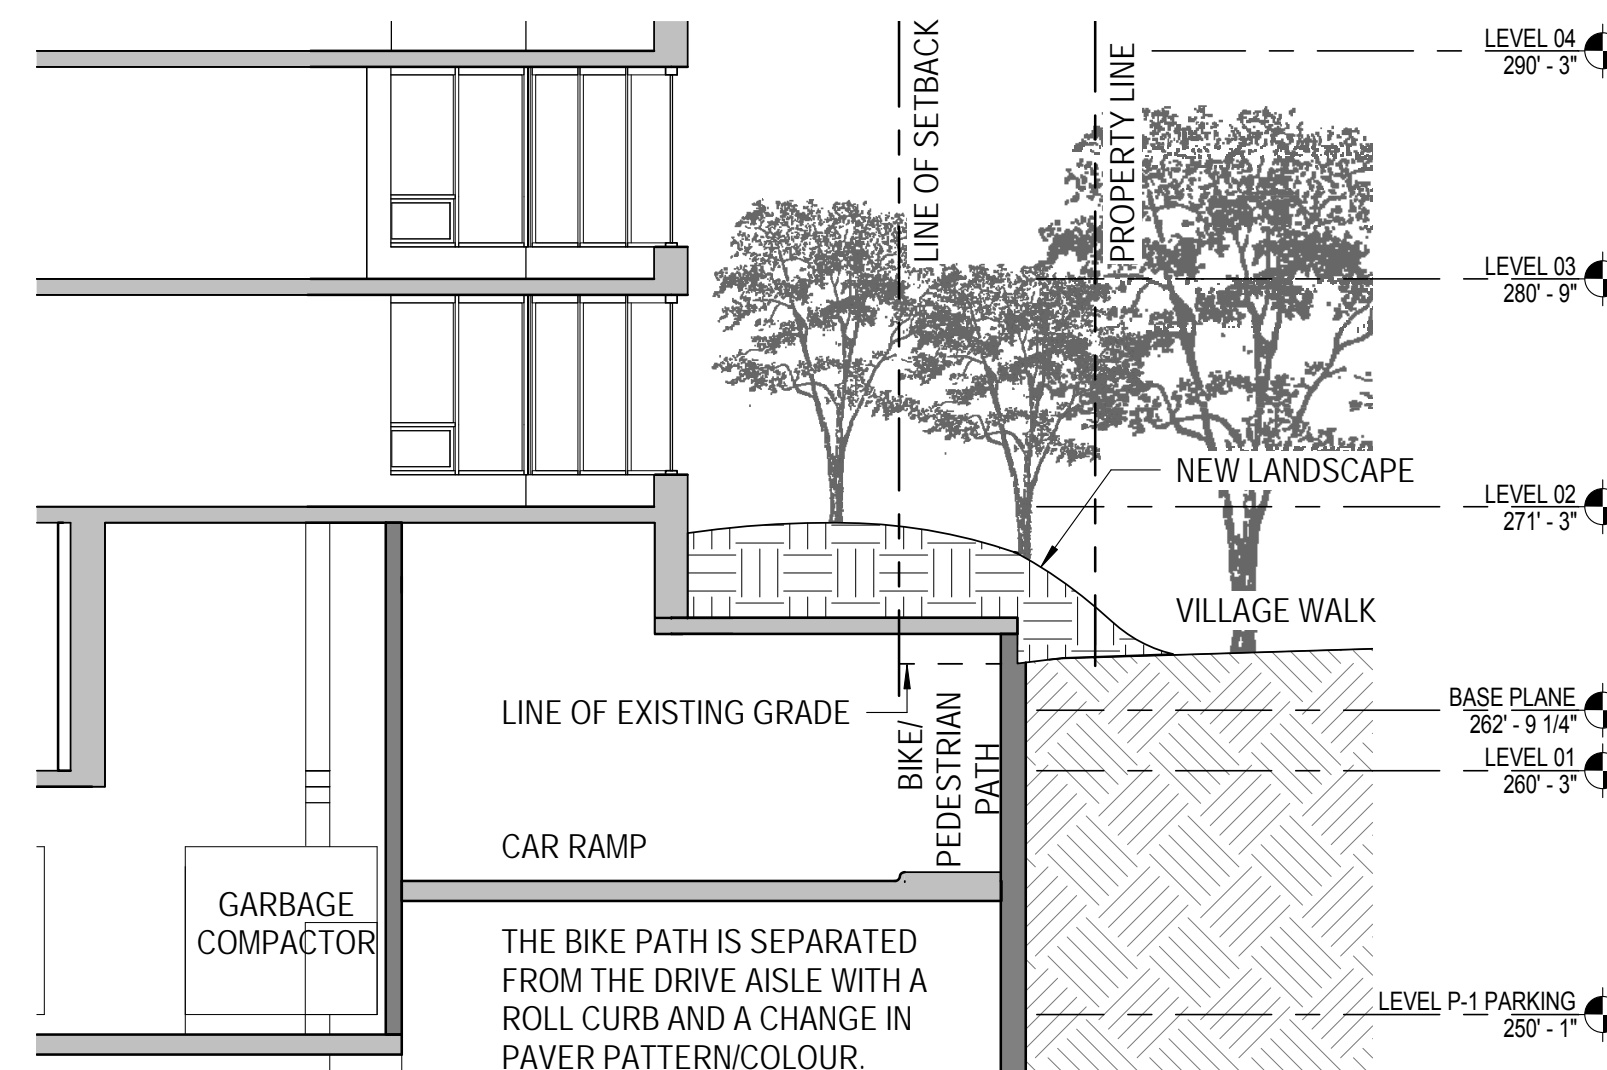 LINE OF SETBACK
PROPERTY LINE
LEVEL 04
290' - 3"
LEVEL 03
280' - 9"
NEW LANDSCAPE
LEVEL 02
271' - 3"
VILLAGE WALK
LINE OF EXISTING GRADE
BIKE/
PEDESTRIAN
PATH
BASE PLANE
262' - 9 1/4"
LEVEL 01
260' - 3"
CAR RAMP
GARBAGE
COMPACTOR
THE BIKE PATH IS SEPARATED
FROM THE DRIVE AISLE WITH A
ROLL CURB AND A CHANGE IN
PAVER PATTERN/COLOUR.
LEVEL P-1 PARKING
250' - 1"